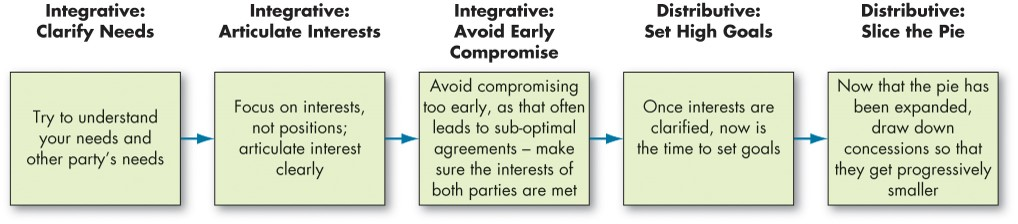 Integrative:
Clarify Needs
Integrative:
Articulate Interests
Integrative:
Avoid Early
Compromise
Distributive:
Set High Goals
Distributive:
Slice the Pie
Try to understand
your needs and
other party's needs
Focus on interests,
not positions;
articulate interest
clearly
Avoid compromising
too early, as that often
leads to sub-optimal
agreements – make
sure the interests of
both parties are met
Once interests are
clarified, now is
the time to set goals
Now that the pie has
been expanded,
draw down
concessions so that
they get progressively
smaller